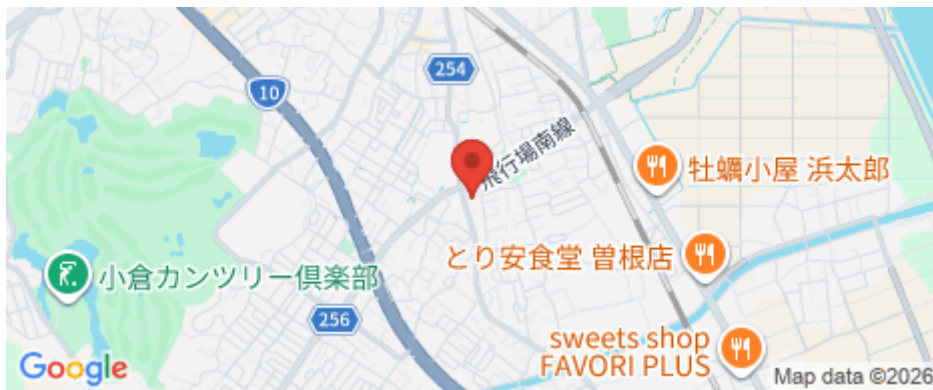 254
10
飛行場南線
牡蠣小屋 浜太郎
とり安食堂 曽根店
小倉カンツリー倶楽部
256
sweets shop
FAVORI PLUS
Google
Map data ©2026